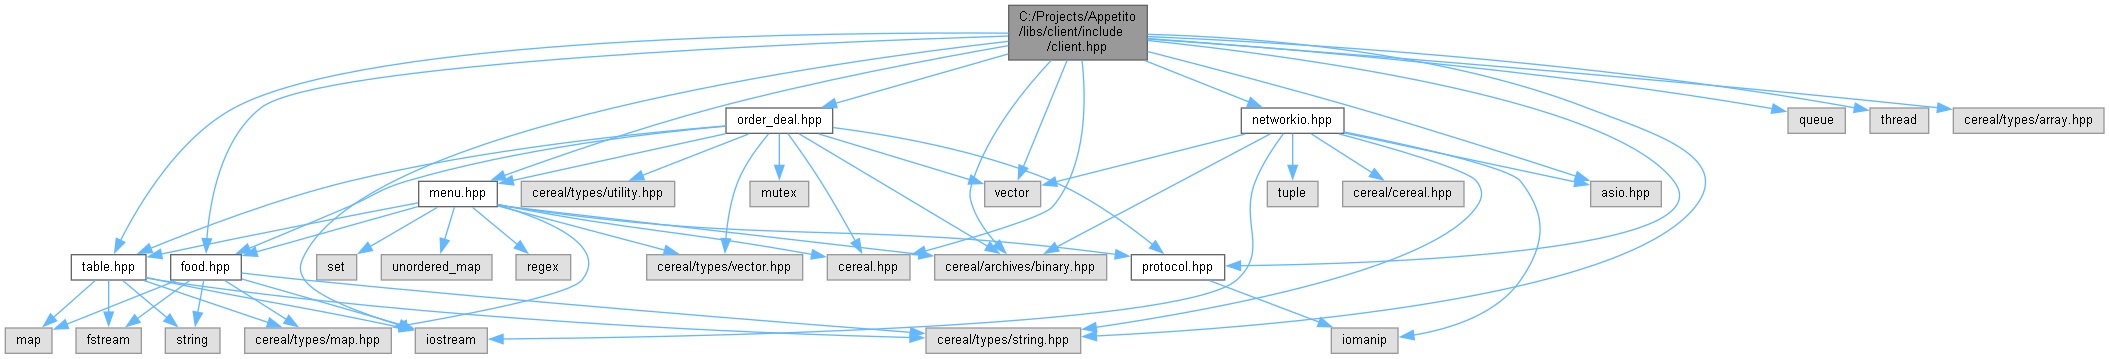 C:/Projects/Appetito
/libs/client/include
/client.hpp
order_deal.hpp
networkio.hpp
queue
thread
cereal/types/array.hpp
menu.hpp
cereal/types/utility.hpp
mutex
vector
tuple
cereal/cereal.hpp
asio.hpp
table.hpp
food.hpp
set
unordered_map
regex
cereal/types/vector.hpp
cereal.hpp
cereal/archives/binary.hpp
protocol.hpp
map
fstream
string
cereal/types/map.hpp
iostream
cereal/types/string.hpp
iomanip